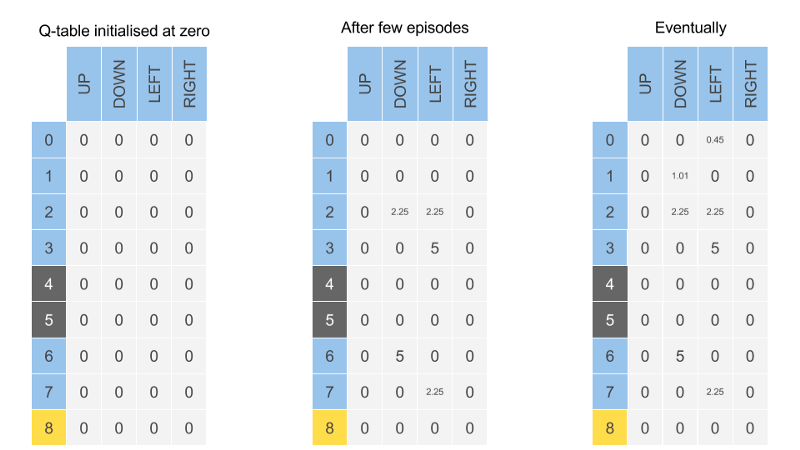 Q-table initialised at zero
UP DOWN LEFT RIGHT
0 0 0 0 0
1 0 0 0 0
2 0 0 0 0
3 0 0 0 0
4 0 0 0 0
5 0 0 0 0
6 0 0 0 0
7 0 0 0 0
8 0 0 0 0
After few episodes
UP DOWN LEFT RIGHT
0 0 0 0 0
1 0 0 0 0
2 0 2.25 2.25 0
3 0 0 5 0
4 0 0 0 0
5 0 0 0 0
6 0 5 0 0
7 0 0 2.25 0
8 0 0 0 0
Eventually
UP DOWN LEFT RIGHT
0 0 0 0.45 0
1 0 1.01 0 0
2 0 2.25 2.25 0
3 0 0 5 0
4 0 0 0 0
5 0 0 0 0
6 0 5 0 0
7 0 0 2.25 0
8 0 0 0 0